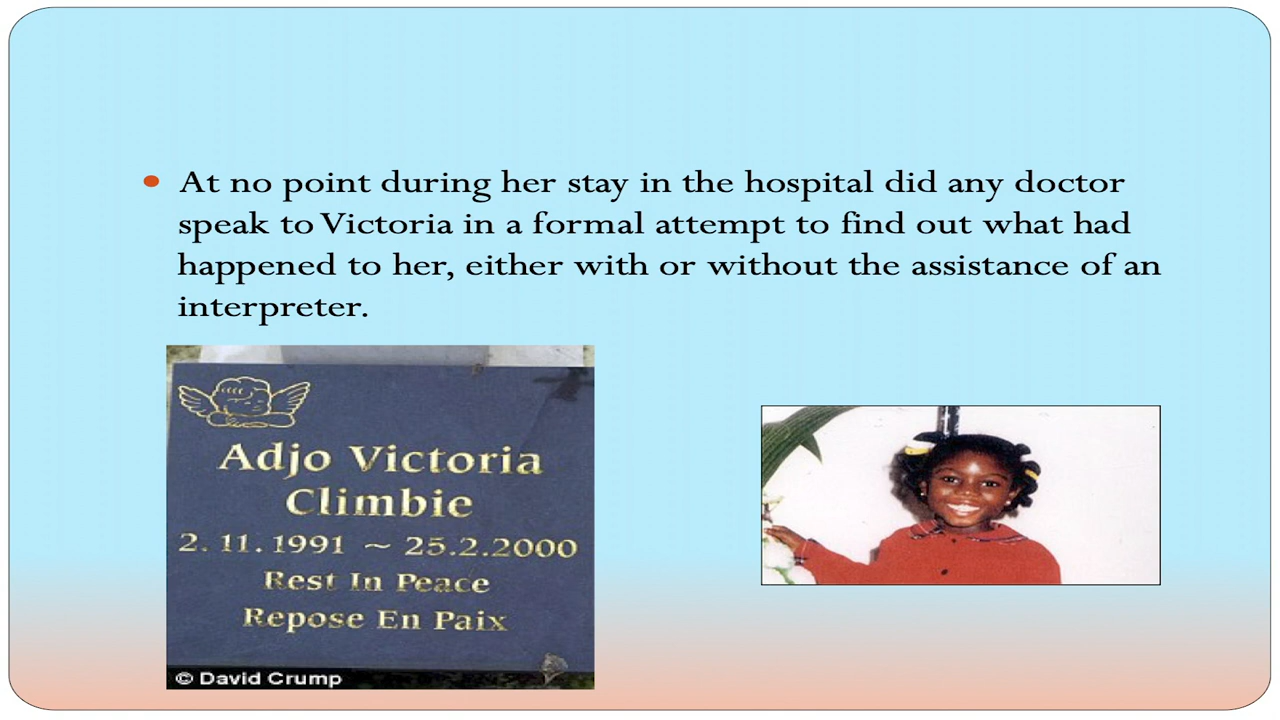 At no point during her stay in the hospital did any doctor
speak to Victoria in a formal attempt to find out what had
happened to her, either with or without the assistance of an
interpreter.
Adjo Victoria
Climbie
2. 11. 1991 ~ 25.2.2000
Rest In Peace
Repose En Paix
© David Crump